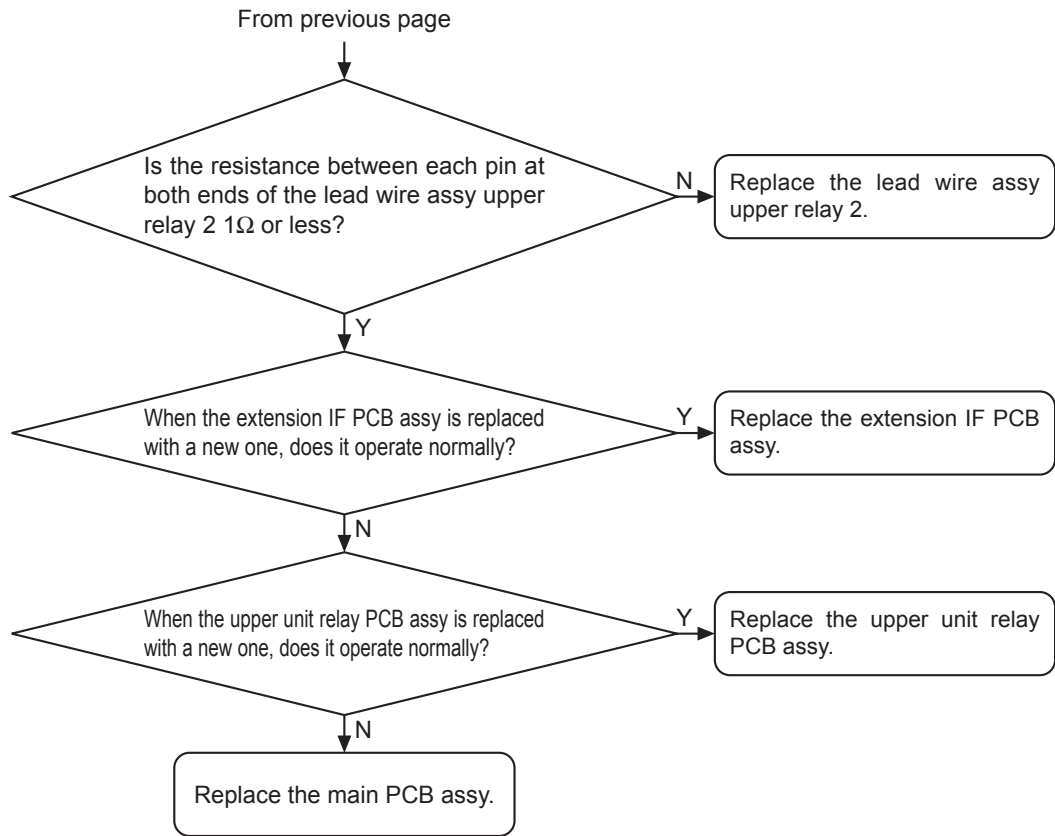 From previous page
Is the resistance between each pin at
both ends of the lead wire assy upper
relay 2 1Ω or less?
N
Replace the lead wire assy
upper relay 2.
Y
When the extension IF PCB assy is replaced
with a new one, does it operate normally?
Y
Replace the extension IF PCB
assy.
N
When the upper unit relay PCB assy is replaced
with a new one, does it operate normally?
Y
Replace the upper unit relay
PCB assy.
N
Replace the main PCB assy.